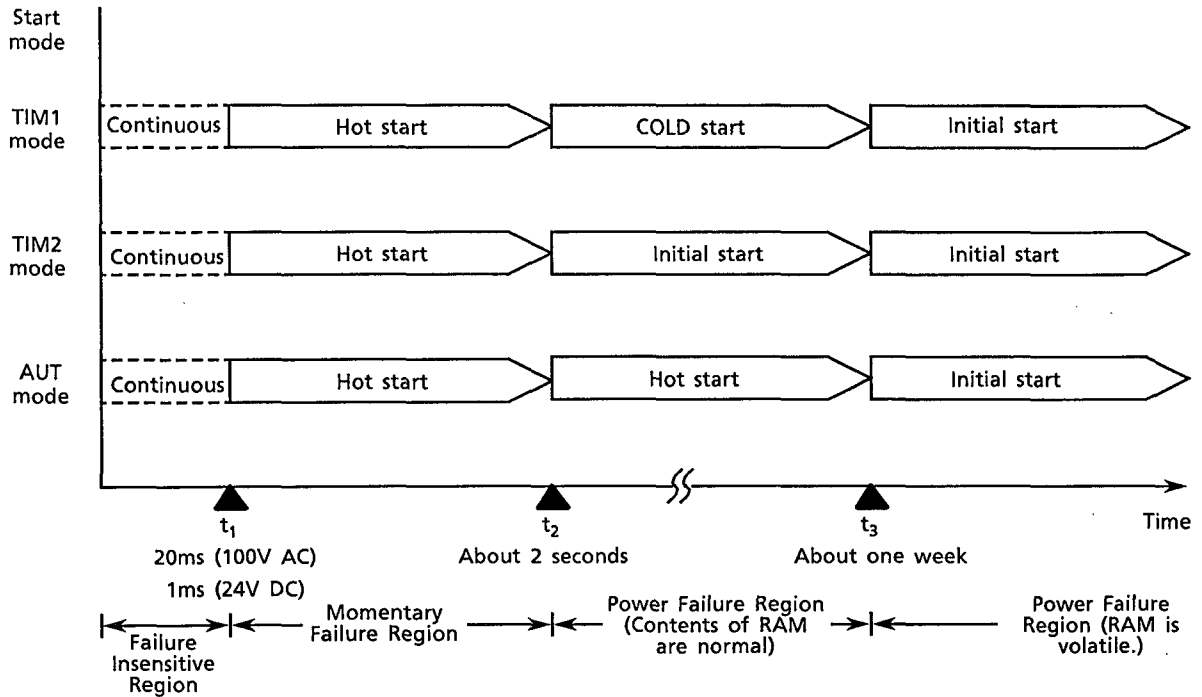 Start
mode
TIM1
mode
Continuous
Hot start
COLD start
Initial start
TIM2
mode
Continuous
Hot start
Initial start
Initial start
AUT
mode
Continuous
Hot start
Hot start
Initial start
t₁
t₂
t₃
Time
20ms (100V AC)
About 2 seconds
About one week
1ms (24V DC)
Failure
Insensitive
Region
Momentary
Failure Region
Power Failure Region
(Contents of RAM
are normal)
Power Failure
Region (RAM is
volatile.)